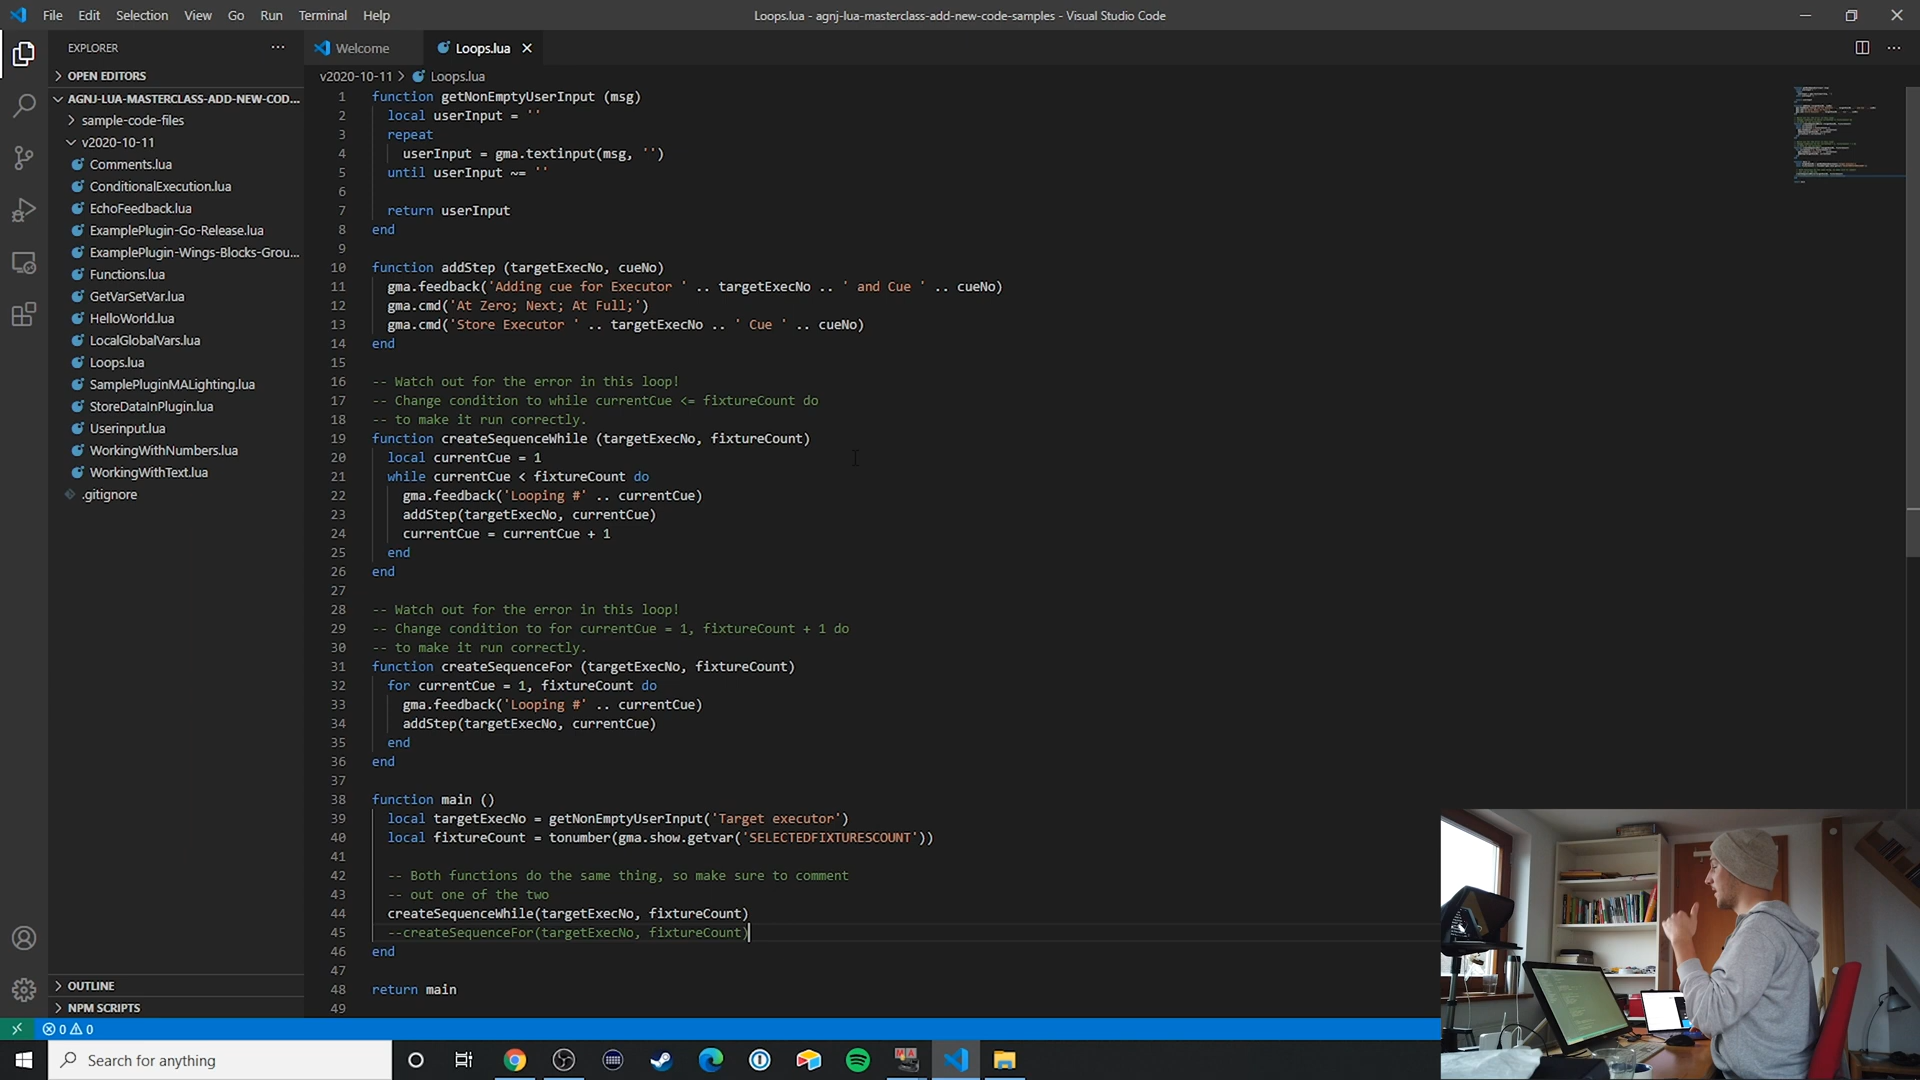 File Edit Selection View Go Run Terminal Help
Loops.lua - agnj-lua-masterclass-add-new-code-samples - Visual Studio Code
EXPLORER
OPEN EDITORS
AGNJ-LUA-MASTERCLASS-ADD-NEW-COD...
sample-code-files
v2020-10-11
Comments.lua
ConditionalExecution.lua
EchoFeedback.lua
ExamplePlugin-Go-Release.lua
ExamplePlugin-Wings-Blocks-Grou...
Functions.lua
GetVarSetVar.lua
HelloWorld.lua
LocalGlobalVars.lua
Loops.lua
SamplePluginMALighting.lua
StoreDataInPlugin.lua
Userinput.lua
WorkingWithNumbers.lua
WorkingWithText.lua
.gitignore
OUTLINE
NPM SCRIPTS
Welcome
Loops.lua
v2020-10-11 > Loops.lua
1 function getNonEmptyUserInput (msg)
2 local userInput = ''
3 repeat
4 userInput = gma.textinput(msg, '')
5 until userInput ~= ''
6
7 return userInput
8 end
9
10 function addStep (targetExecNo, cueNo)
11 gma.feedback('Adding cue for Executor ' .. targetExecNo .. ' and Cue ' .. cueNo)
12 gma.cmd('At Zero; Next; At Full;')
13 gma.cmd('Store Executor ' .. targetExecNo .. ' Cue ' .. cueNo)
14 end
15
16 -- Watch out for the error in this loop!
17 -- Change condition to while currentCue <= fixtureCount do
18 -- to make it run correctly.
19 function createSequenceWhile (targetExecNo, fixtureCount)
20 local currentCue = 1
21 while currentCue < fixtureCount do
22 gma.feedback('Looping #' .. currentCue)
23 addStep(targetExecNo, currentCue)
24 currentCue = currentCue + 1
25 end
26 end
27
28 -- Watch out for the error in this loop!
29 -- Change condition to for currentCue = 1, fixtureCount + 1 do
30 -- to make it run correctly.
31 function createSequenceFor (targetExecNo, fixtureCount)
32 for currentCue = 1, fixtureCount do
33 gma.feedback('Looping #' .. currentCue)
34 addStep(targetExecNo, currentCue)
35 end
36 end
37
38 function main ()
39 local targetExecNo = getNonEmptyUserInput('Target executor')
40 local fixtureCount = tonumber(gma.show.getvar('SELECTEDFIXTURESCOUNT'))
41
42 -- Both functions do the same thing, so make sure to comment
43 -- out one of the two
44 createSequenceWhile(targetExecNo, fixtureCount)
45 --createSequenceFor(targetExecNo, fixtureCount)
46 end
47
48 return main
49
0 0
Search for anything